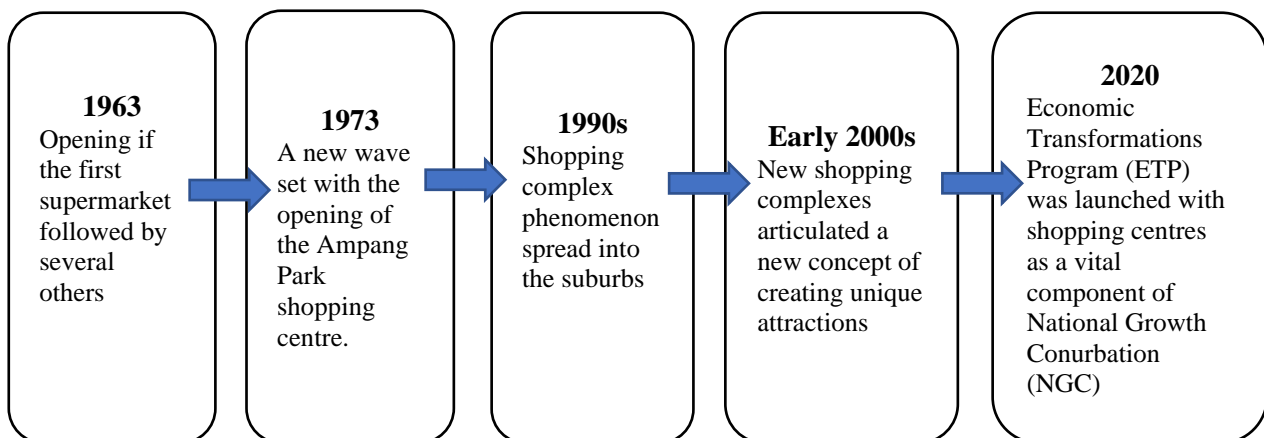 1963
Opening if
the first
supermarket
followed by
several
others
1973
A new wave
set with the
opening of
the Ampang
Park
shopping
centre.
1990s
Shopping
complex
phenomenon
spread into
the suburbs
Early 2000s
New shopping
complexes
articulated a
new concept of
creating unique
attractions
2020
Economic
Transformations
Program (ETP)
was launched with
shopping centres
as a vital
component of
National Growth
Conurbation
(NGC)